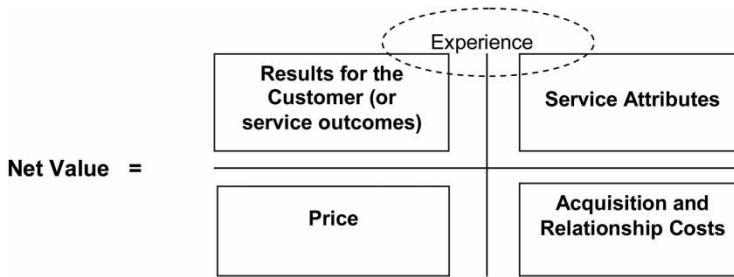 Experience
Results for the
Customer (or
service outcomes)
Service Attributes
Net Value =
Price
Acquisition and
Relationship Costs